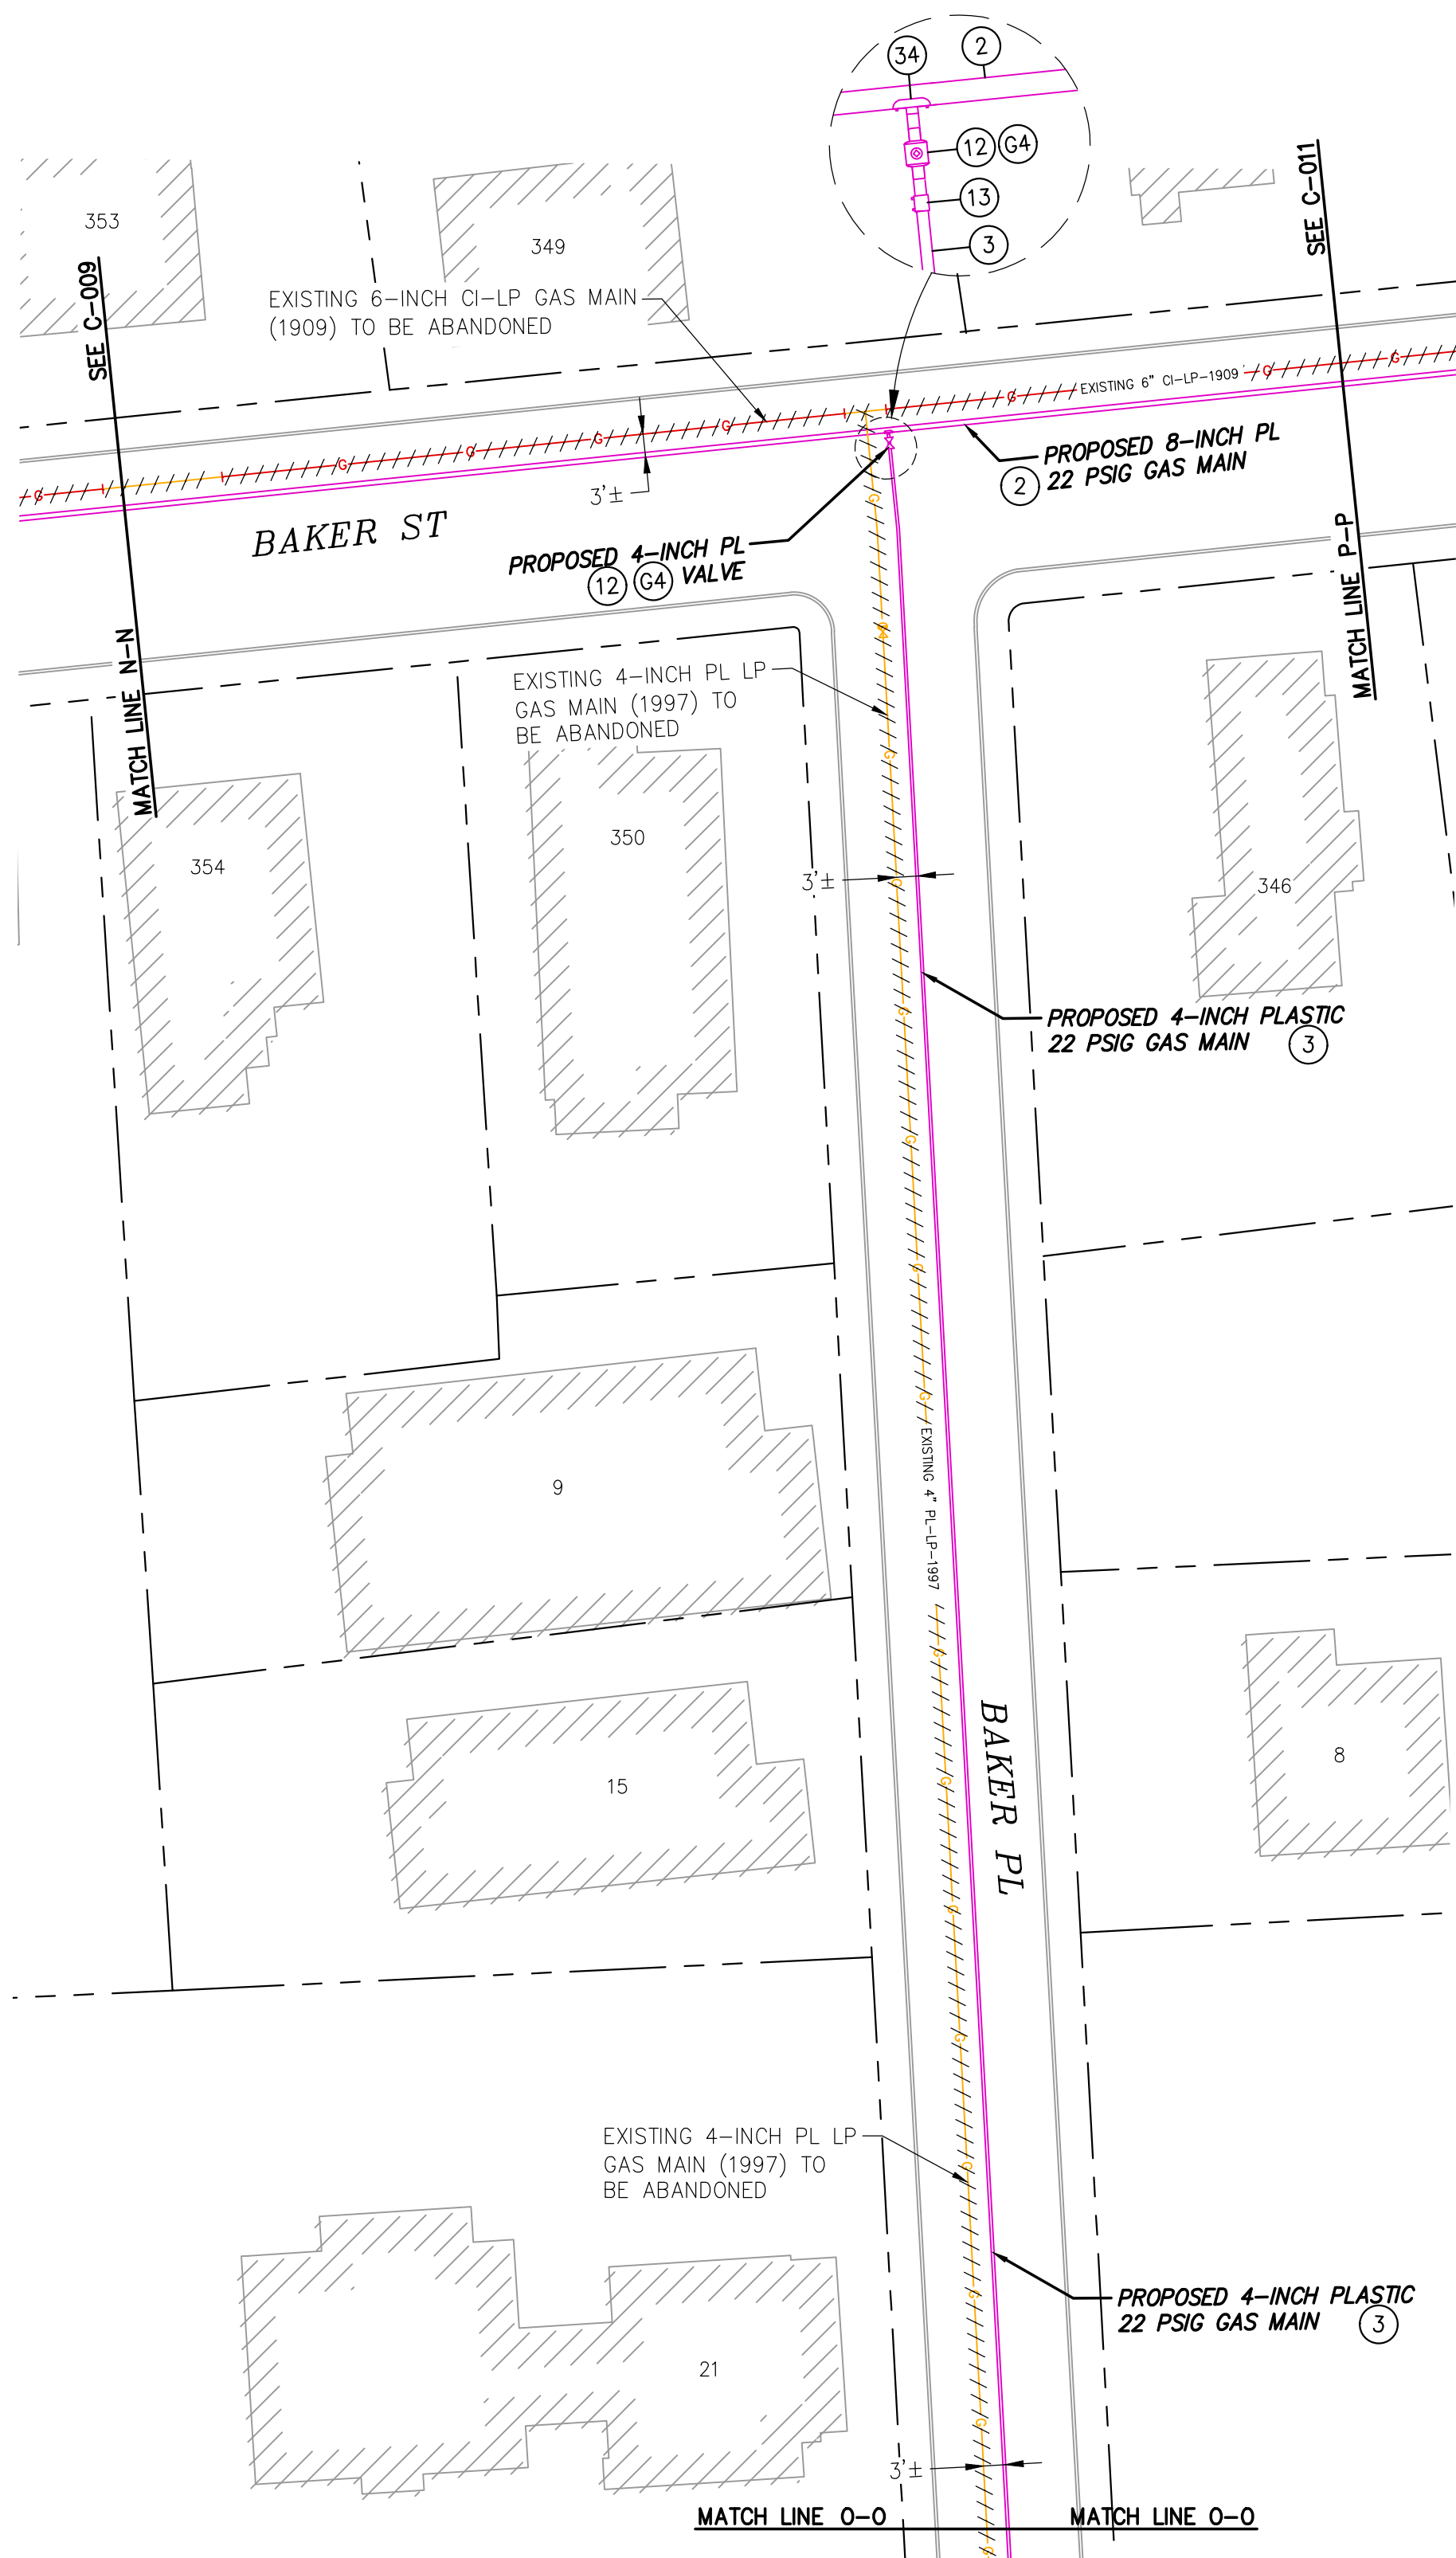 34
2
12
G4
13
3
SEE C-011
353
349
SEE C-009
EXISTING 6-INCH CI-LP GAS MAIN
(1909) TO BE ABANDONED
G
G
G
G
G
G
EXISTING 6" CI-LP-1909
G
G
3'±
PROPOSED 8-INCH PL
2
22 PSIG GAS MAIN
BAKER ST
PROPOSED 4-INCH PL
12
G4
VALVE
MATCH LINE P-P
MATCH LINE N-N
EXISTING 4-INCH PL LP
GAS MAIN (1997) TO
BE ABANDONED
354
350
346
3'±
PROPOSED 4-INCH PLASTIC
22 PSIG GAS MAIN
3
G
G
G
G
G
G
G
EXISTING 4" PL-LP-1997
9
G
G
G
G
G
G
G
G
BAKER PL
15
8
EXISTING 4-INCH PL LP
GAS MAIN (1997) TO
BE ABANDONED
PROPOSED 4-INCH PLASTIC
22 PSIG GAS MAIN
3
21
3'±
MATCH LINE O-O
MATCH LINE O-O